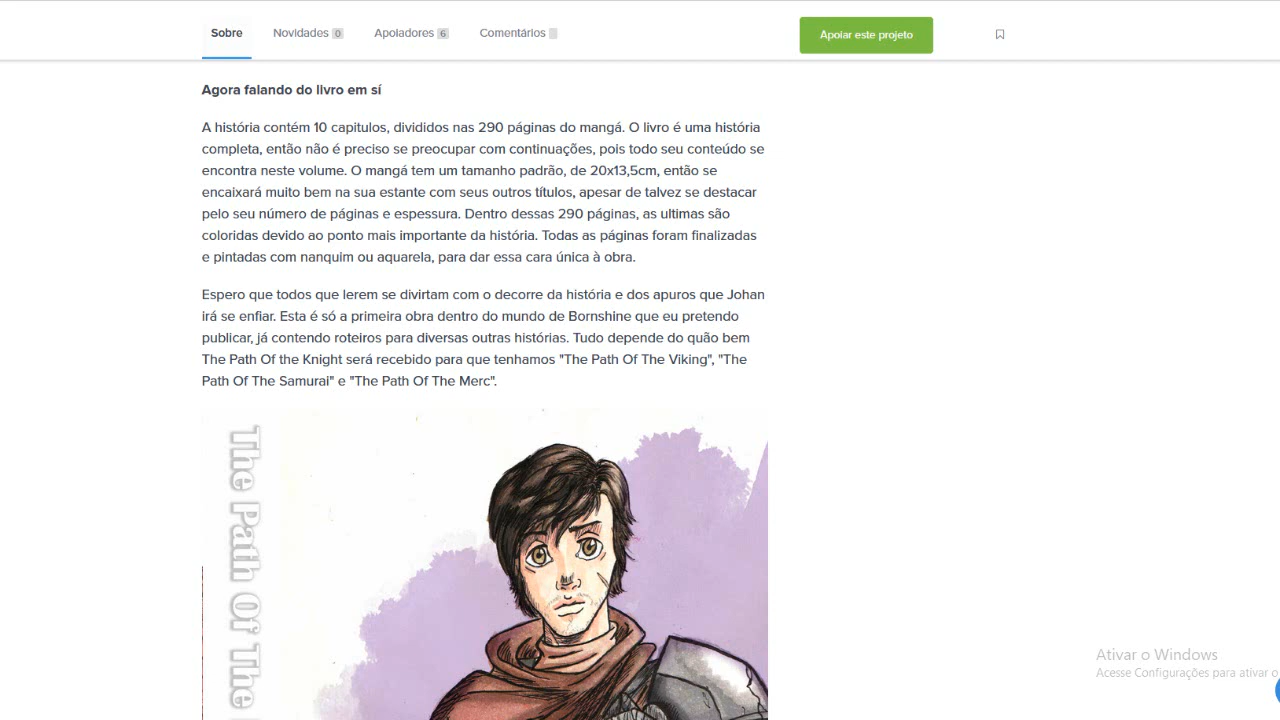 Sobre Novidades 0 Apoiadores 6 Comentários Apoiar este projeto
Agora falando do livro em sí
A história contém 10 capitulos, divididos nas 290 páginas do mangá. O livro é uma história
completa, então não é preciso se preocupar com continuações, pois todo seu conteúdo se
encontra neste volume. O mangá tem um tamanho padrão, de 20x13,5cm, então se
encaixará muito bem na sua estante com seus outros títulos, apesar de talvez se destacar
pelo seu número de páginas e espessura. Dentro dessas 290 páginas, as ultimas são
coloridas devido ao ponto mais importante da história. Todas as páginas foram finalizadas
e pintadas com nanquim ou aquarela, para dar essa cara única à obra.
Espero que todos que lerem se divirtam com o decorre da história e dos apuros que Johan
irá se enfiar. Esta é só a primeira obra dentro do mundo de Bornshine que eu pretendo
publicar, já contendo roteiros para diversas outras histórias. Tudo depende do quão bem
The Path Of the Knight será recebido para que tenhamos "The Path Of The Viking", "The
Path Of The Samurai" e "The Path Of The Merc".
The Path Of The
Ativar o Windows
Acesse Configurações para ativar o